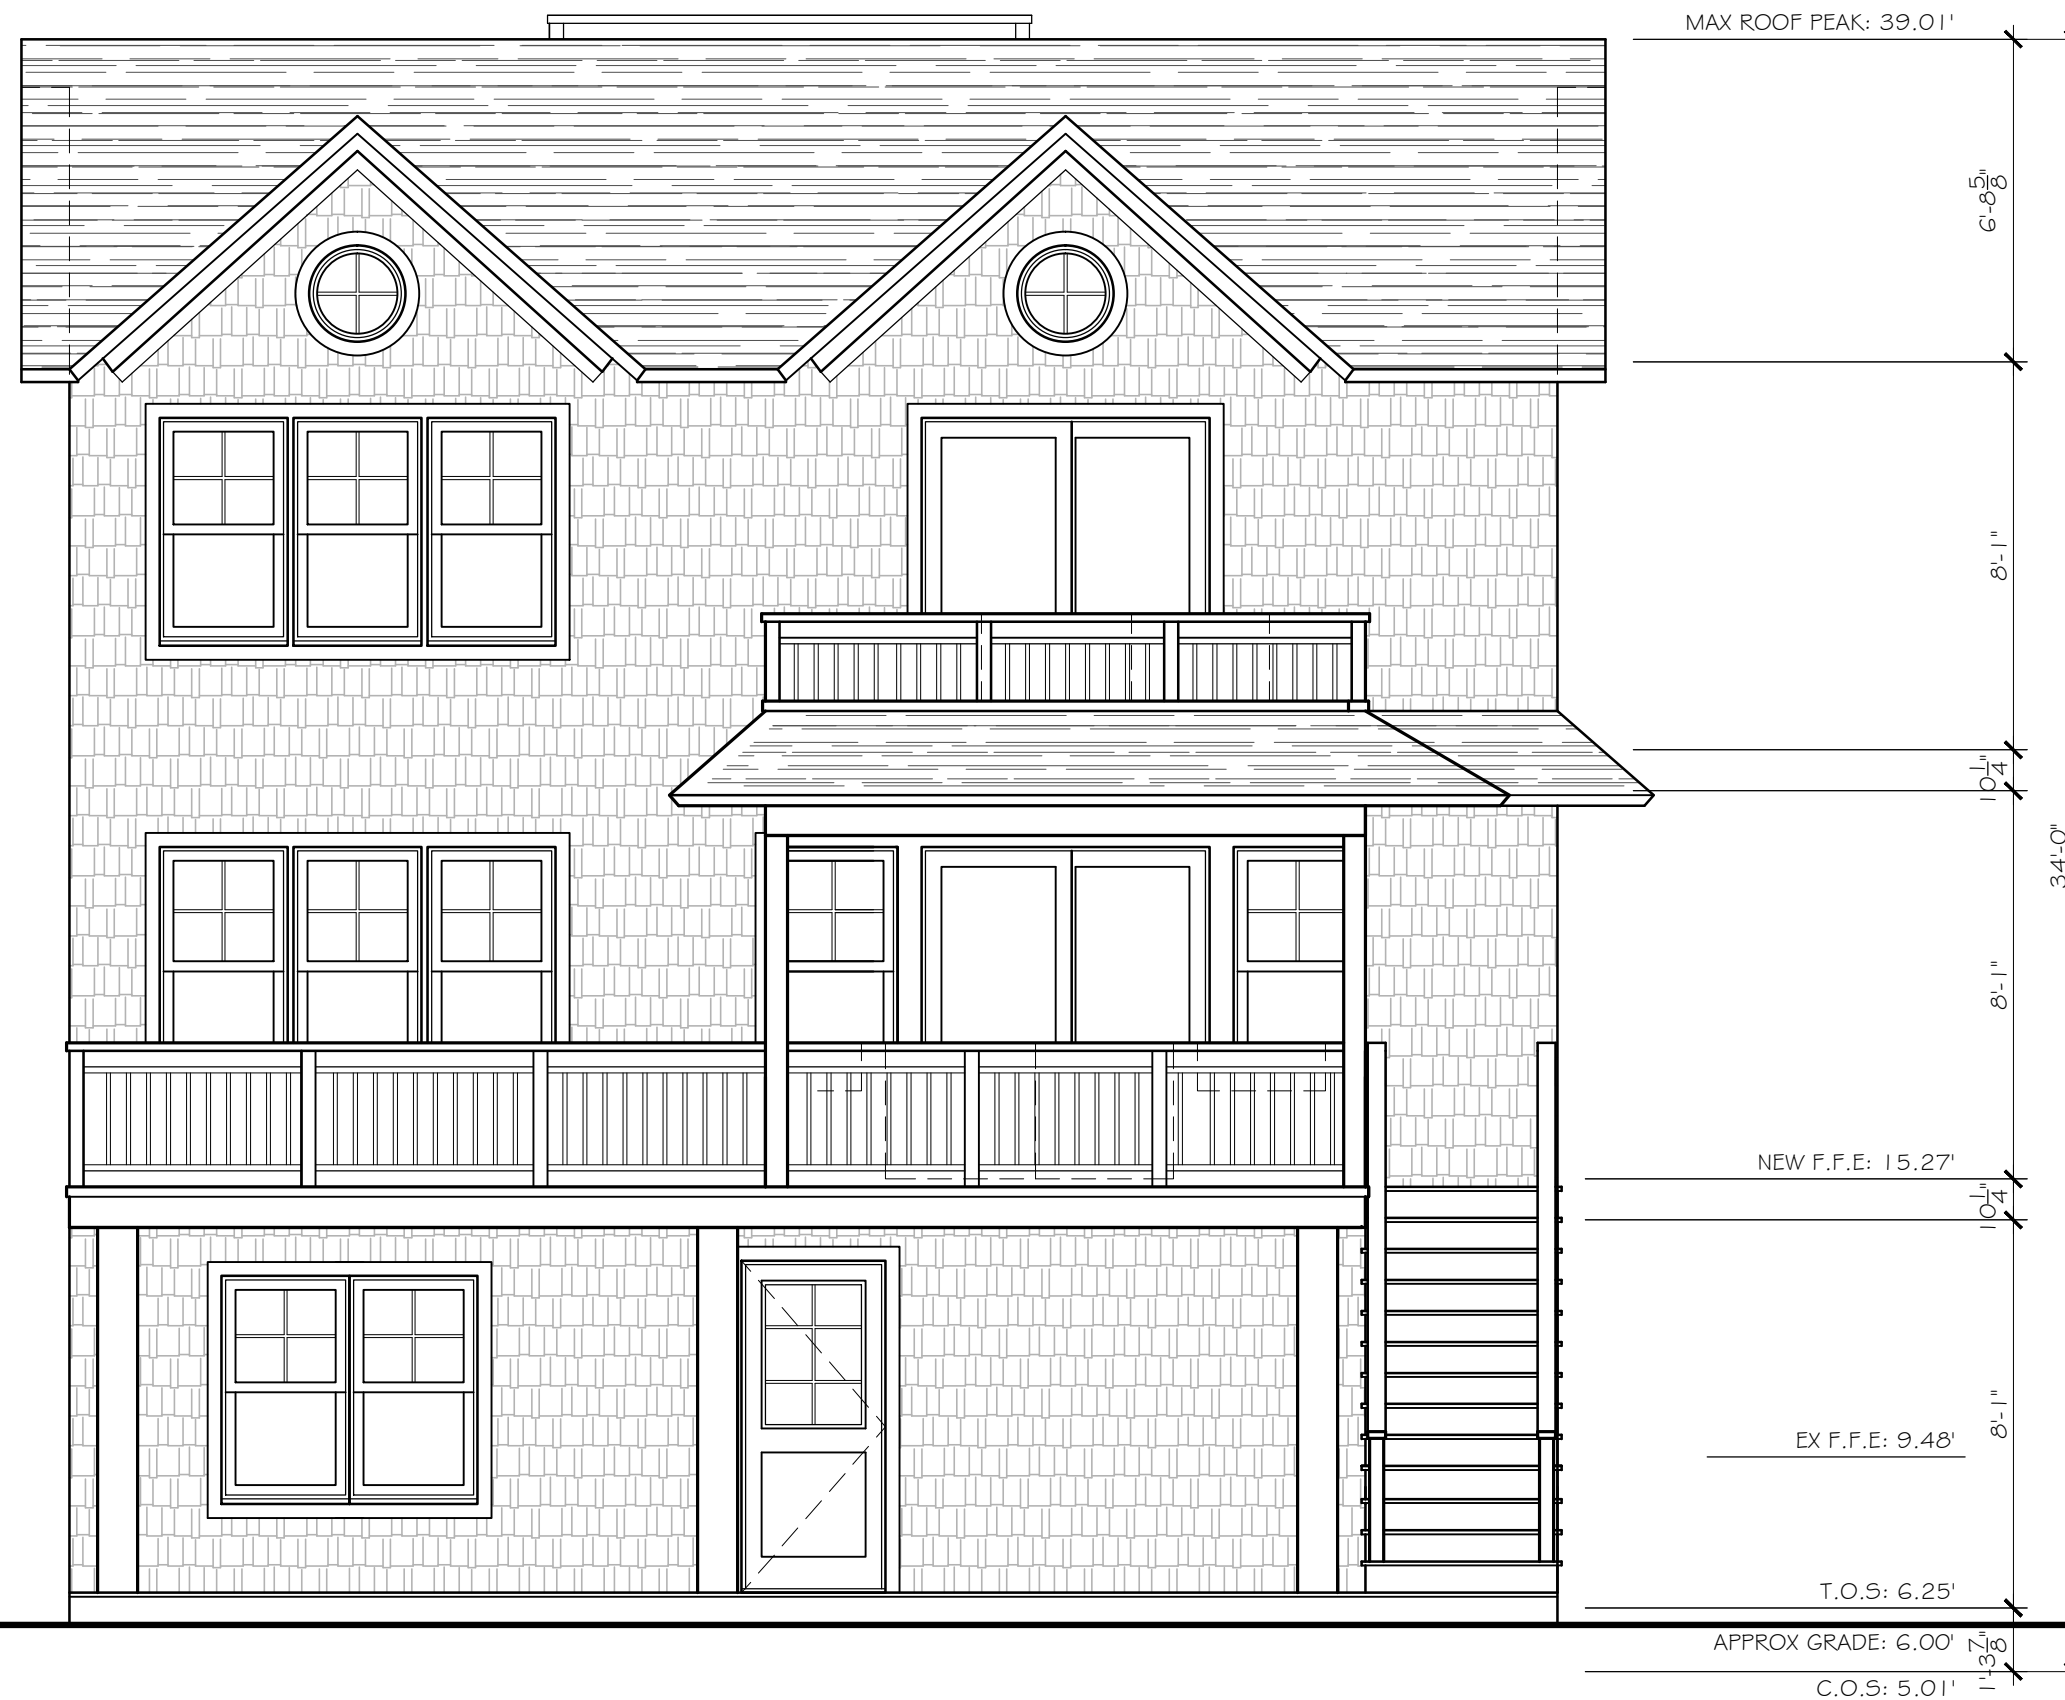 MAX ROOF PEAK: 39.01'
6'-8 5/8"
8'-1"
10 1/4"
34'-0"
8'-1"
NEW F.F.E: 15.27'
10 1/4"
8'-1"
EX F.F.E: 9.48'
T.O.S: 6.25'
APPROX GRADE: 6.00'
1'-3 7/8"
C.O.S: 5.01'